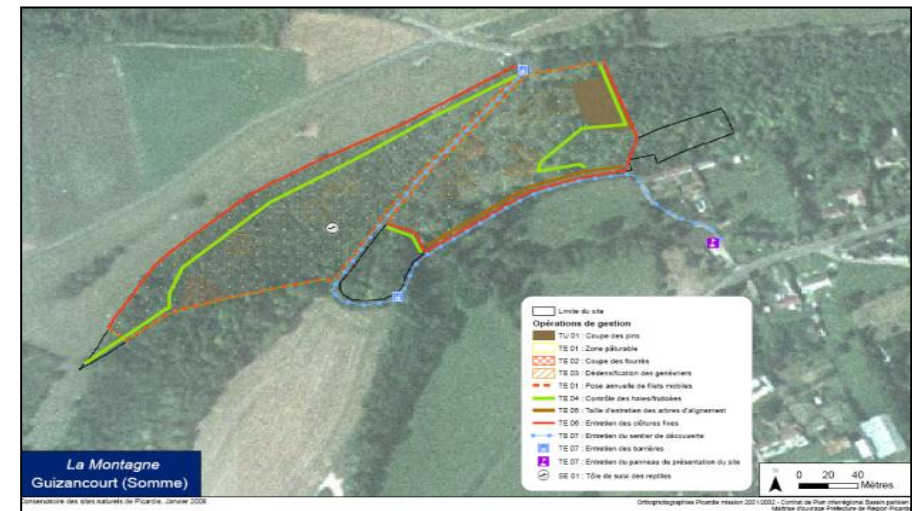 Limite du site
Opérations de gestion
TU 01 : Coupe des pins
TE 01 : Zone pâturable
TE 02 : Coupe des fourrés
TE 03 : Dédensification des genévriers
TE 01 : Pose annuelle de filets mobiles
TE 04 : Contrôle des haies/fruticées
TE 05 : Taille d'entretien des arbres d'alignement
TE 06 : Entretien des clôtures fixes
TE 07 : Entretien du sentier de découverte
TE 07 : Entretien des barrières
TE 07 : Entretien du panneau de présentation du site
SE 01 : Tôle de suivi des reptiles
La Montagne
Guizancourt (Somme)
0 20 40
Mètres
Conservatoire des sites naturels de Picardie, Janvier 2008
Orthophotographies Picardie mission 2001/2002 - Contrat de Plan interrégional Bassin parisien
Maîtrise d'ouvrage Préfecture de Région Picardie